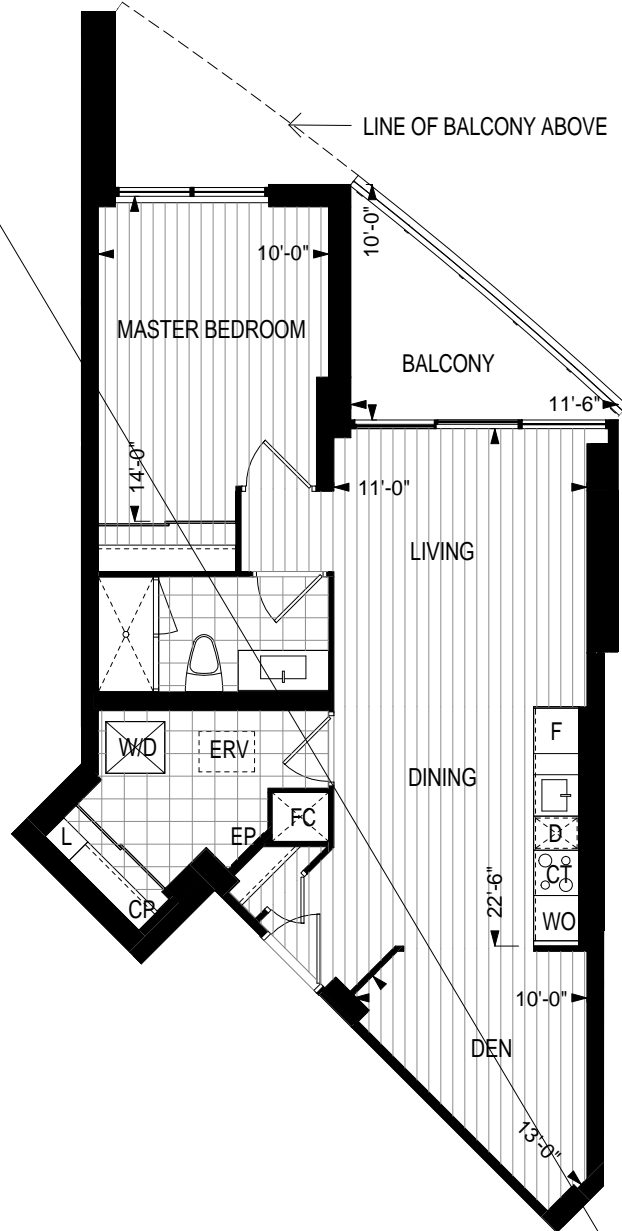 LINE OF BALCONY ABOVE
10'-0"
10'-0"
MASTER BEDROOM
BALCONY
11'-6"
14'-0"
11'-0"
LIVING
F
W/D
ERV
DINING
FC
D
L
EP
CT
CP
22'-6"
WO
10'-0"
DEN
13'-0"